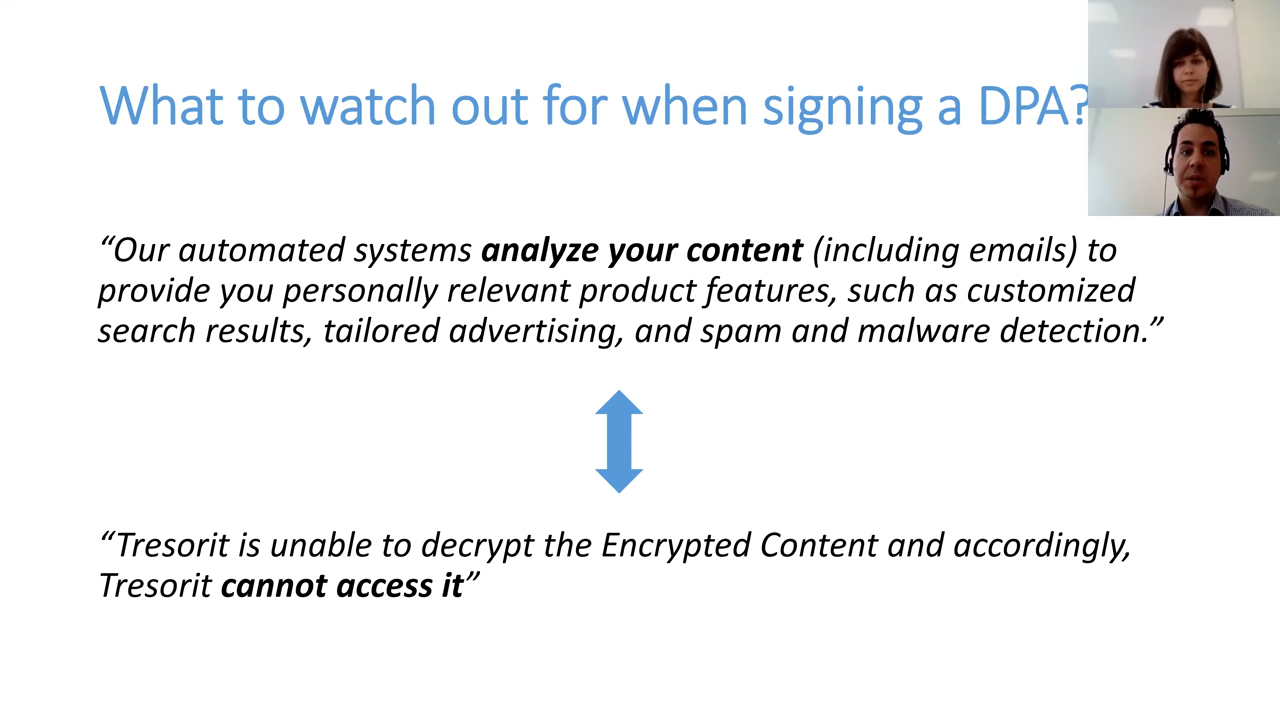 What to watch out for when signing a DPA?
“Our automated systems analyze your content (including emails) to
provide you personally relevant product features, such as customized
search results, tailored advertising, and spam and malware detection.”
“Tresorit is unable to decrypt the Encrypted Content and accordingly,
Tresorit cannot access it”